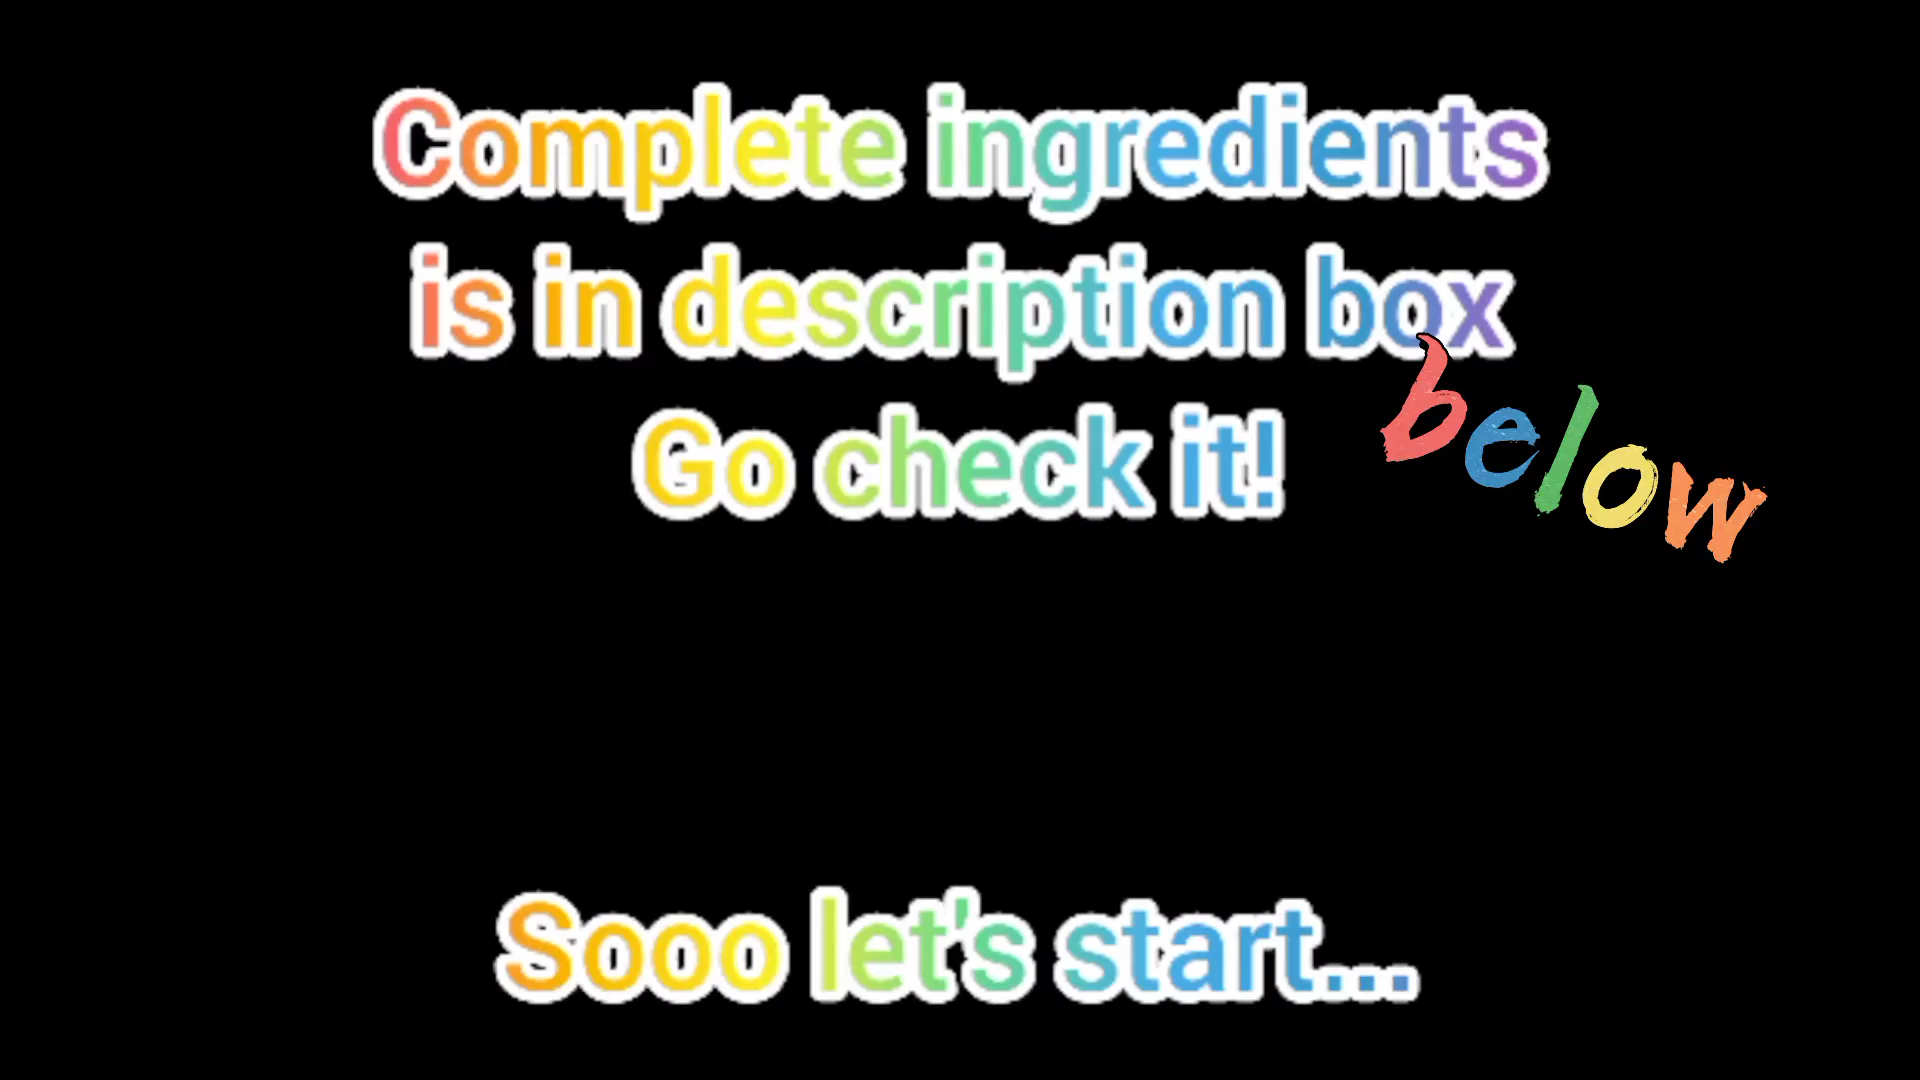 Complete ingredients
is in description box
below
Go check it!
Sooo let's start...